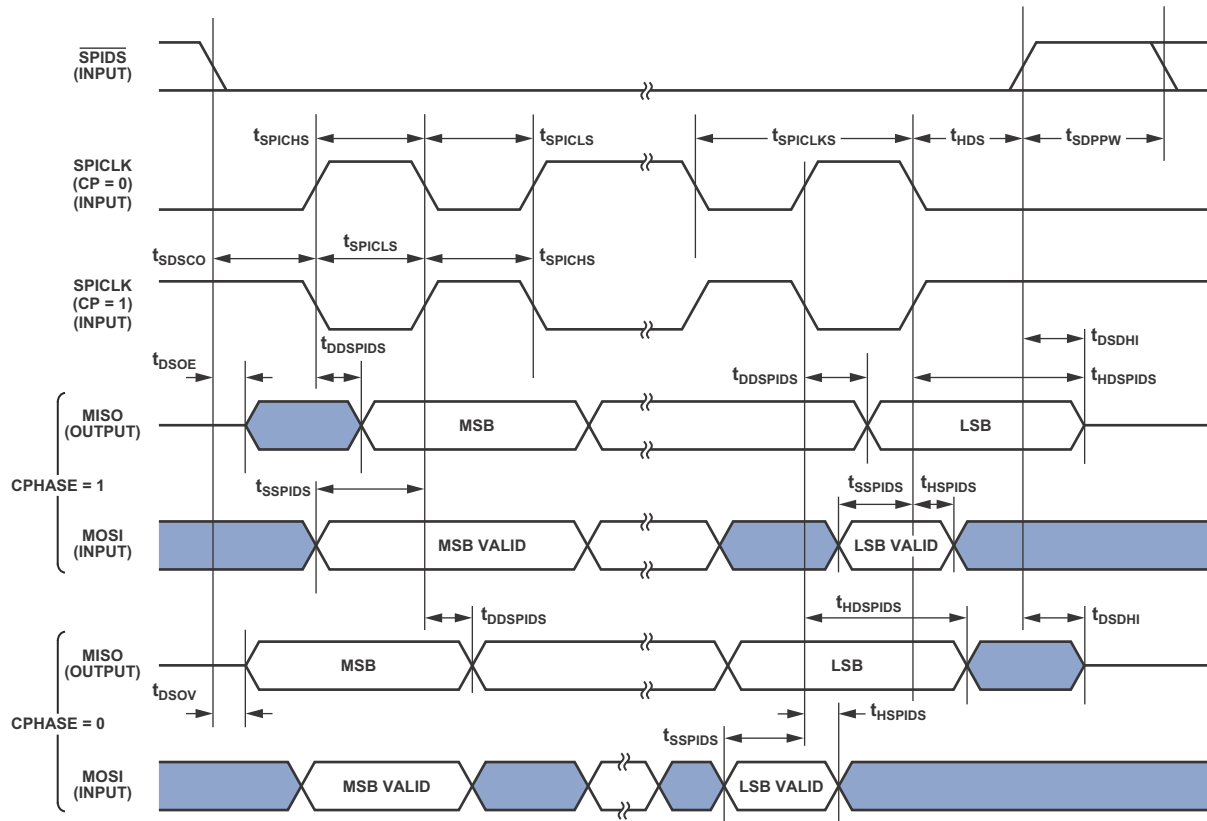 SPIDS
(INPUT)
tSPICHS
tSPICLS
tSPICLKS
tHDS
tSDPPW
SPICLK
(CP = 0)
(INPUT)
tSDSCO
tSPICLS
tSPICHS
SPICLK
(CP = 1)
(INPUT)
tDSOE
tDDSPIDS
tDDSPIDS
tDSDHI
tHDSPIDS
MISO
(OUTPUT)
MSB
LSB
CPHASE = 1
tSSPIDS
tSSPIDS
tHSPIDS
MOSI
(INPUT)
MSB VALID
LSB VALID
tDDSPIDS
tHDSPIDS
tDSDHI
MISO
(OUTPUT)
MSB
LSB
tDSOV
CPHASE = 0
tHSPIDS
tSSPIDS
MOSI
(INPUT)
MSB VALID
LSB VALID